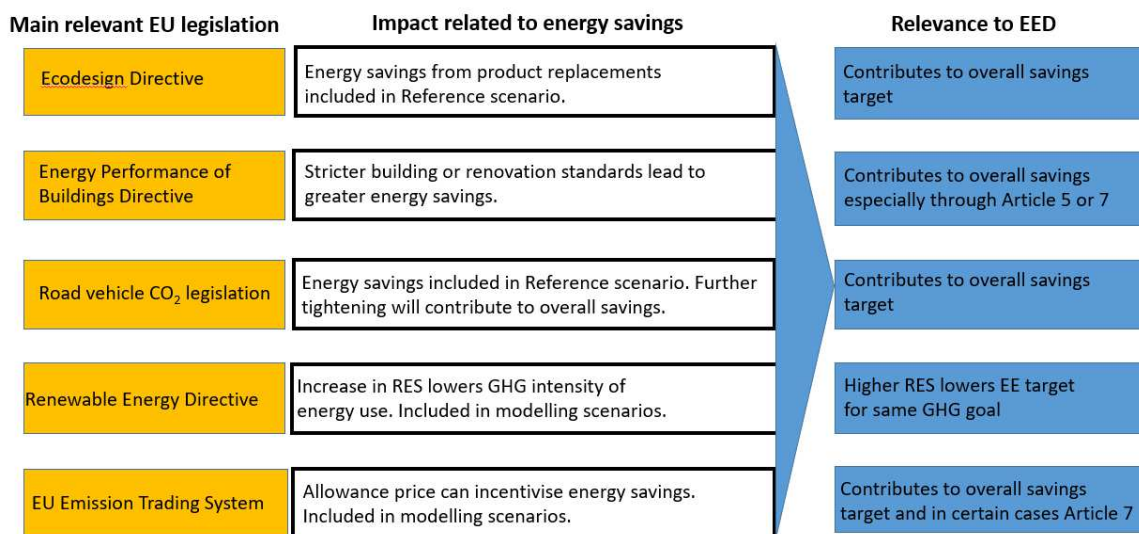 Main relevant EU legislation
Impact related to energy savings
Relevance to EED
Ecodesign Directive
Energy savings from product replacements
included in Reference scenario.
Contributes to overall savings
target
Energy Performance of
Buildings Directive
Stricter building or renovation standards lead to
greater energy savings.
Contributes to overall savings
especially through Article 5 or 7
Road vehicle CO₂ legislation
Energy savings included in Reference scenario. Further
tightening will contribute to overall savings.
Contributes to overall savings
target
Renewable Energy Directive
Increase in RES lowers GHG intensity of
energy use. Included in modelling scenarios.
Higher RES lowers EE target
for same GHG goal
EU Emission Trading System
Allowance price can incentivise energy savings.
Included in modelling scenarios.
Contributes to overall savings
target and in certain cases Article 7